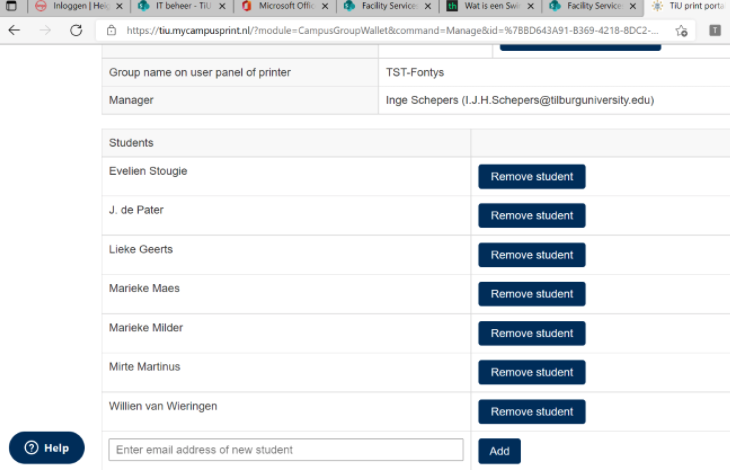 Inloggen | Hel
IT beheer - TiU
Microsoft Offic
Facility Service
Wat is een Swi
Facility Service
TiU print porta
https://tiu.mycampusprint.nl/?module=CampusGroupWallet&command=Manage&id=%7BBD643A91-B369-4218-8DC2-...
T
Group name on user panel of printer TST-Fontys
Manager Inge Schepers (I.J.H.Schepers@tilburguniversity.edu)
Students
Evelien Stougie Remove student
J. de Pater Remove student
Lieke Geerts Remove student
Marieke Maes Remove student
Marieke Milder Remove student
Mirte Martinus Remove student
Willien van Wieringen Remove student
Enter email address of new student Add
Help